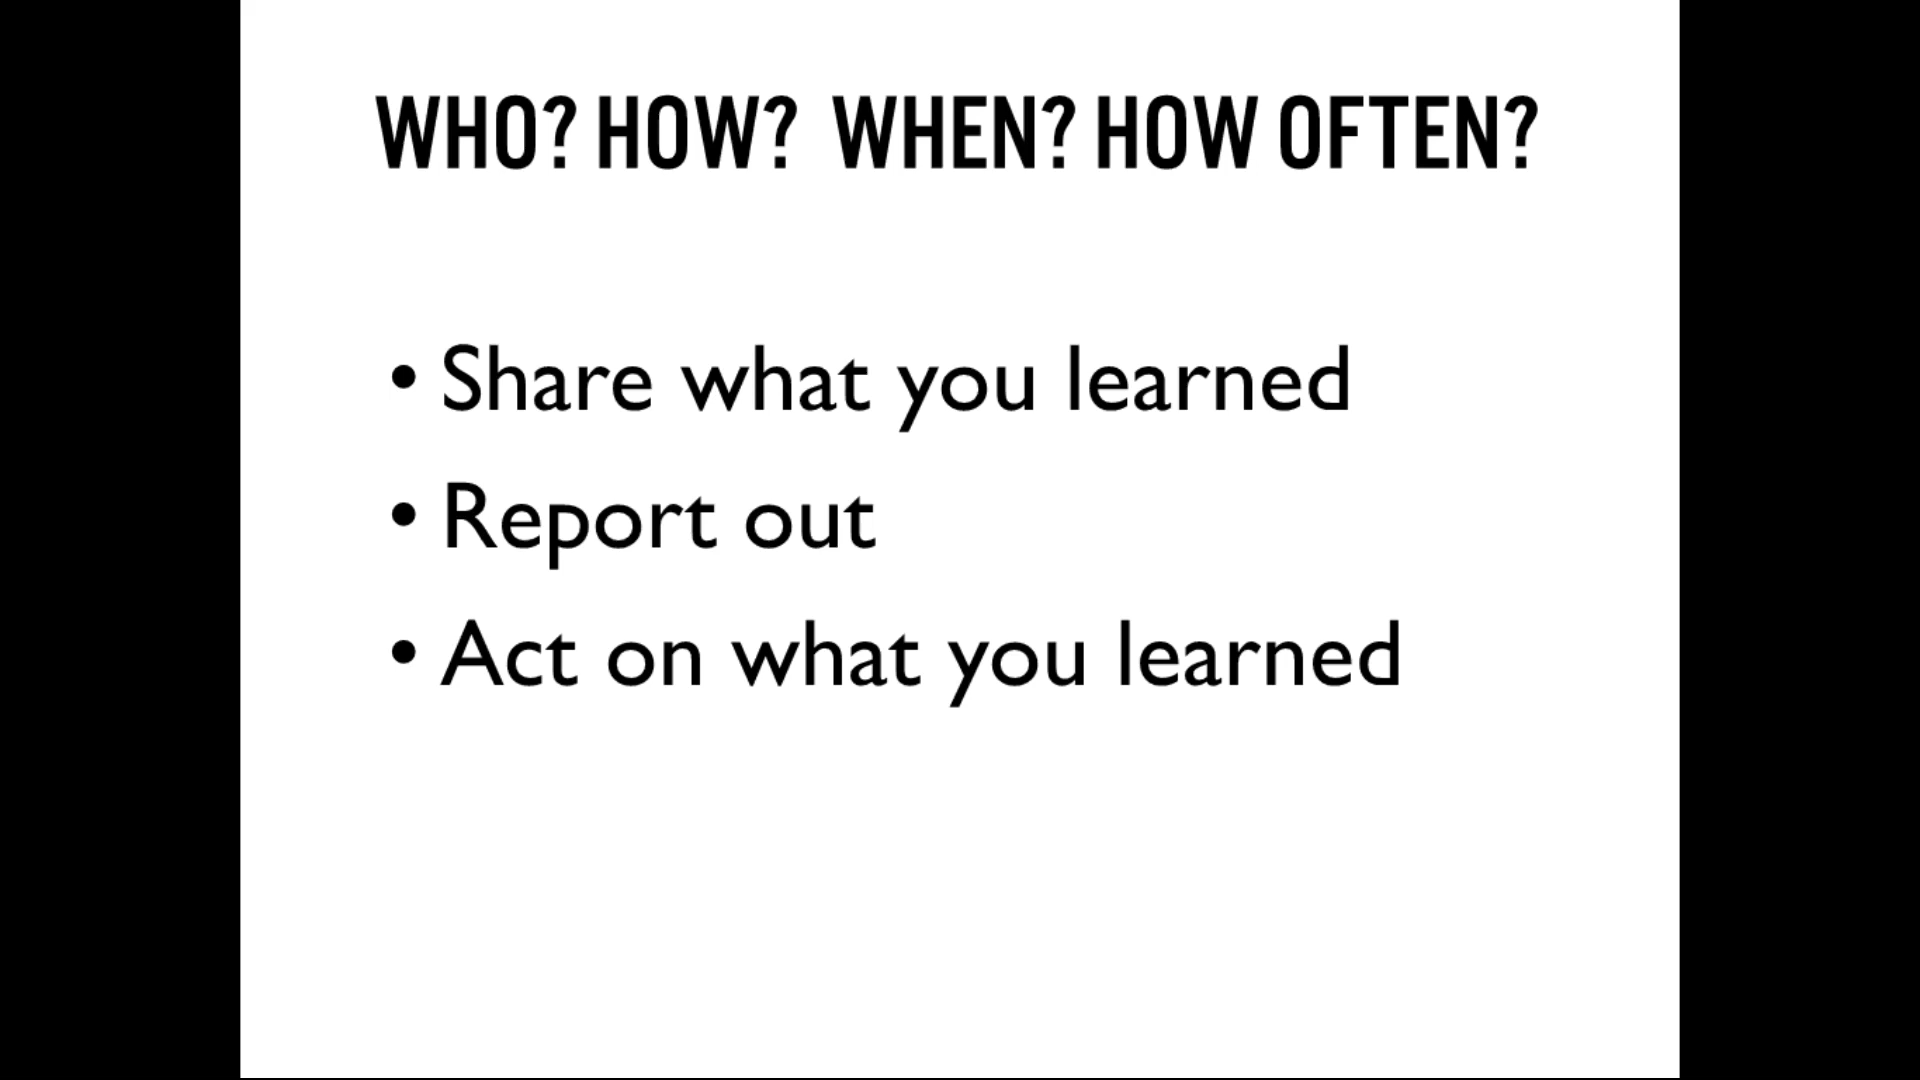 WHO? HOW?  WHEN? HOW OFTEN?
• Share what you learned
• Report out
• Act on what you learned